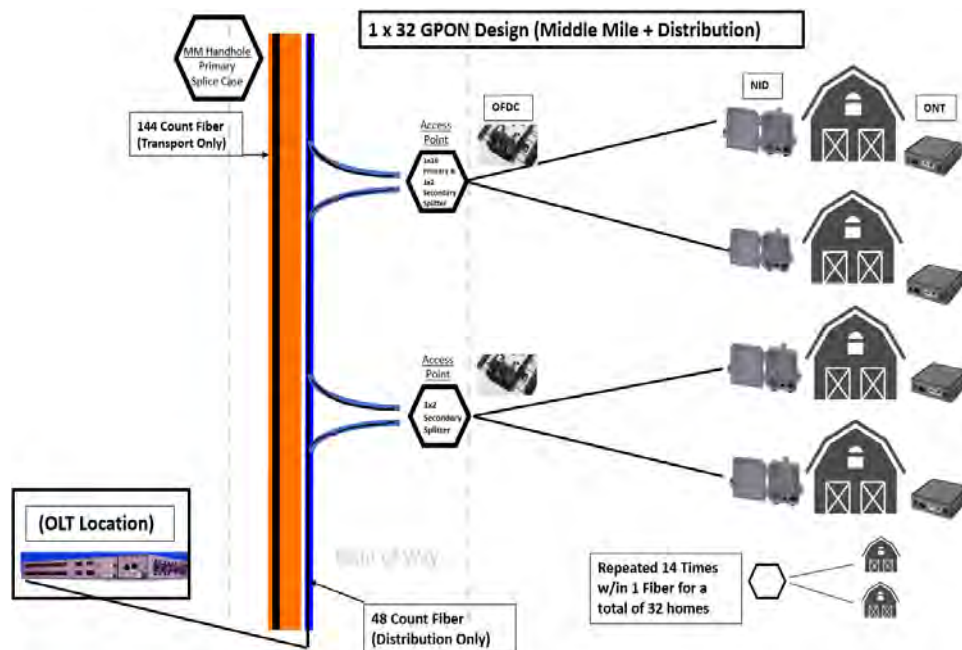 1 x 32 GPON Design (Middle Mile + Distribution)
MM Handhole
Primary
Splice Case
144 Count Fiber
(Transport Only)
Access
Point
1x16
Primary &
1x2
Secondary
Splitter
OFDC
NID
ONT
Access
Point
1x2
Secondary
Splitter
(OLT Location)
Right of Way
48 Count Fiber
(Distribution Only)
Repeated 14 Times
w/in 1 Fiber for a
total of 32 homes